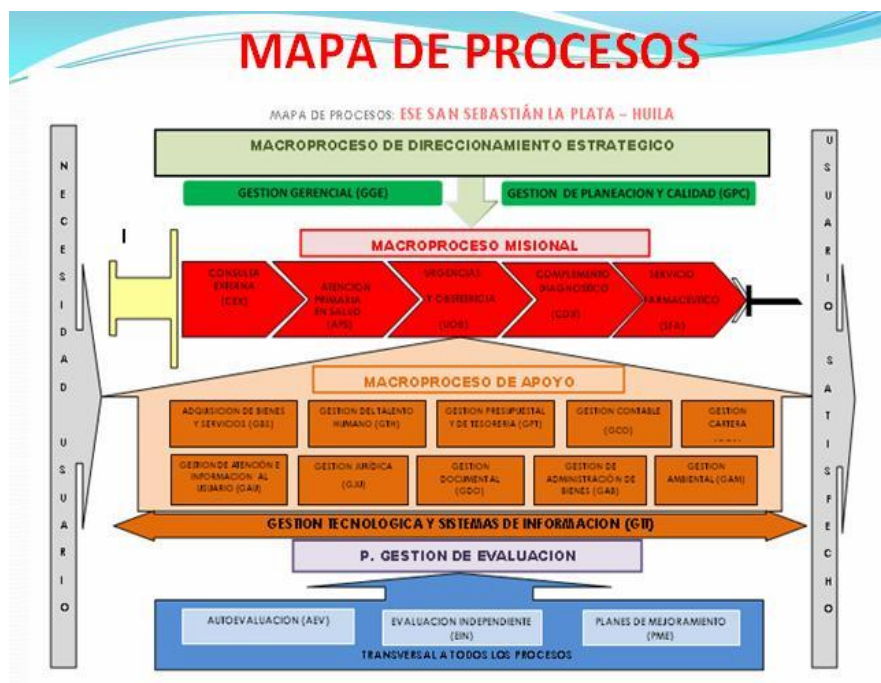 MAPA DE PROCESOS
MAPA DE PROCESOS: ESE SAN SEBASTIÁN LA PLATA – HUILA
NECESIDAD USUARIO
USUARIO SATISFECHO
MACROPROCESO DE DIRECCIONAMIENTO ESTRATEGICO
GESTION GERENCIAL (GGE)
GESTION DE PLANEACION Y CALIDAD (GPC)
MACROPROCESO MISIONAL
CONSULTA
EXTERNA
(CEX)
ATENCION
PRIMARIA
EN SALUD
(APS)
URGENCIAS
Y OBSTETRICIA
(UOB)
COMPLEMENTO
DIAGNOSTICO
(CDX)
SERVICIO
FARMACEUTICO
(SFA)
MACROPROCESO DE APOYO
ADQUISICION DE BIENES
Y SERVICIOS (GBS)
GESTION DEL TALENTO
HUMANO (GTH)
GESTION PRESUPUESTAL
Y DE TESORERIA (GPT)
GESTION CONTABLE
(GCO)
GESTION
CARTERA
GESTION DE ATENCIÓN E
INFORMACION AL
USUARIO (GAU)
GESTION JURÍDICA
(GJU)
GESTION
DOCUMENTAL
(GDO)
GESTION DE
ADMINISTRACIÓN DE
BIENES (GAB)
GESTION
AMBIENTAL (GAM)
GESTION TECNOLOGICA Y SISTEMAS DE INFORMACION (GTI)
P. GESTION DE EVALUACION
AUTOEVALUACION (AEV)
EVALUACION INDEPENDIENTE
(EIN)
PLANES DE MEJORAMIENTO
(PME)
TRANSVERSAL A TODOS LOS PROCESOS